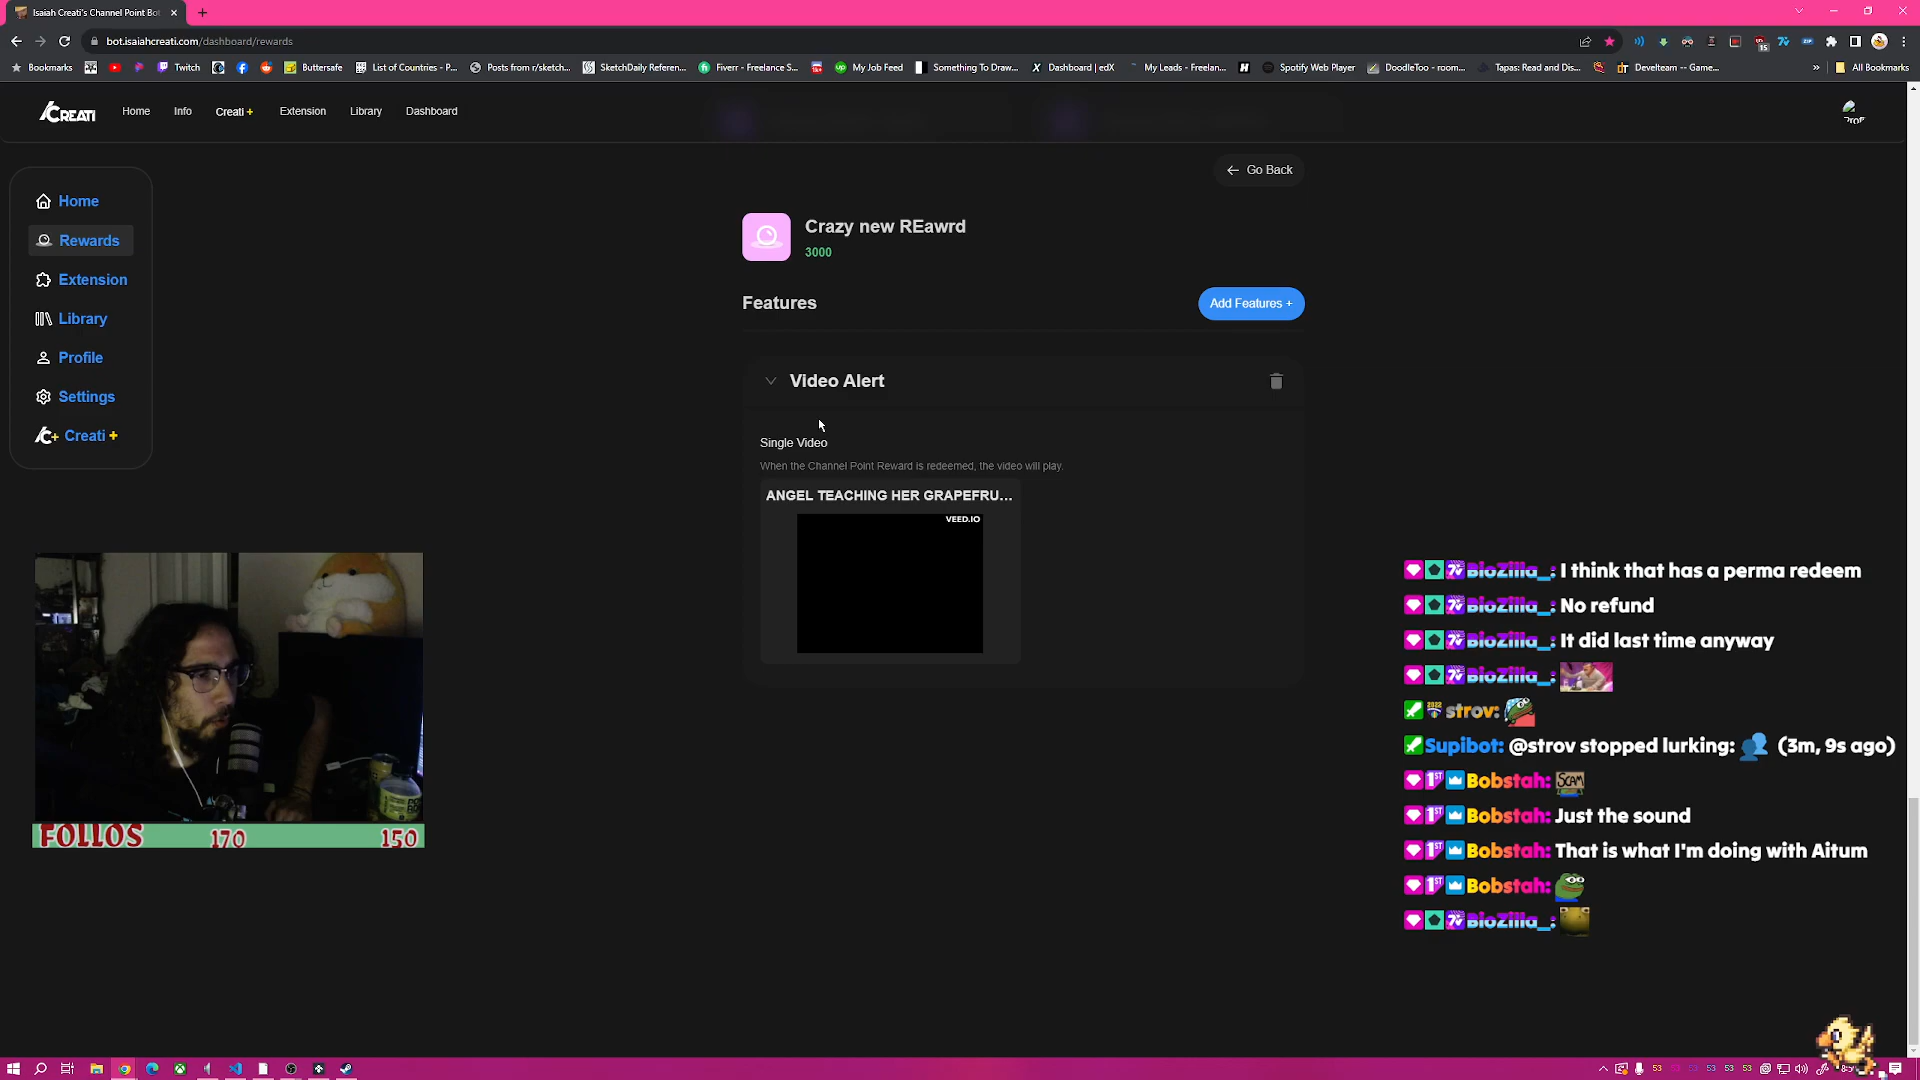 Isaiah Creati's Channel Point Bot
bot.isaiahcreati.com/dashboard/rewards
Bookmarks
Twitch
Buttersafe
List of Countries - P...
Posts from r/sketch...
SketchDaily Referen...
Fiverr - Freelance S...
My Job Feed
Something To Draw...
Dashboard | edX
My Leads - Freelan...
Spotify Web Player
DoodleToo - room...
Tapas: Read and Dis...
Develteam -- Game...
All Bookmarks
CREATI
Home
Info
Creati +
Extension
Library
Dashboard
Prof
Go Back
Home
Rewards
Extension
Library
Profile
Settings
Creati +
Crazy new REawrd
3000
Features
Add Features +
Video Alert
Single Video
When the Channel Point Reward is redeemed, the video will play.
ANGEL TEACHING HER GRAPEFRU...
VEED.IO
FOLLOS 170 150
BioZilla_: I think that has a perma redeem
BioZilla_: No refund
BioZilla_: It did last time anyway
BioZilla_:
strov:
Supibot: @strov stopped lurking: (3m, 9s ago)
Bobstah: SCAM
Bobstah: Just the sound
Bobstah: That is what I'm doing with Aitum
Bobstah:
BioZilla_:
53
53
53
53